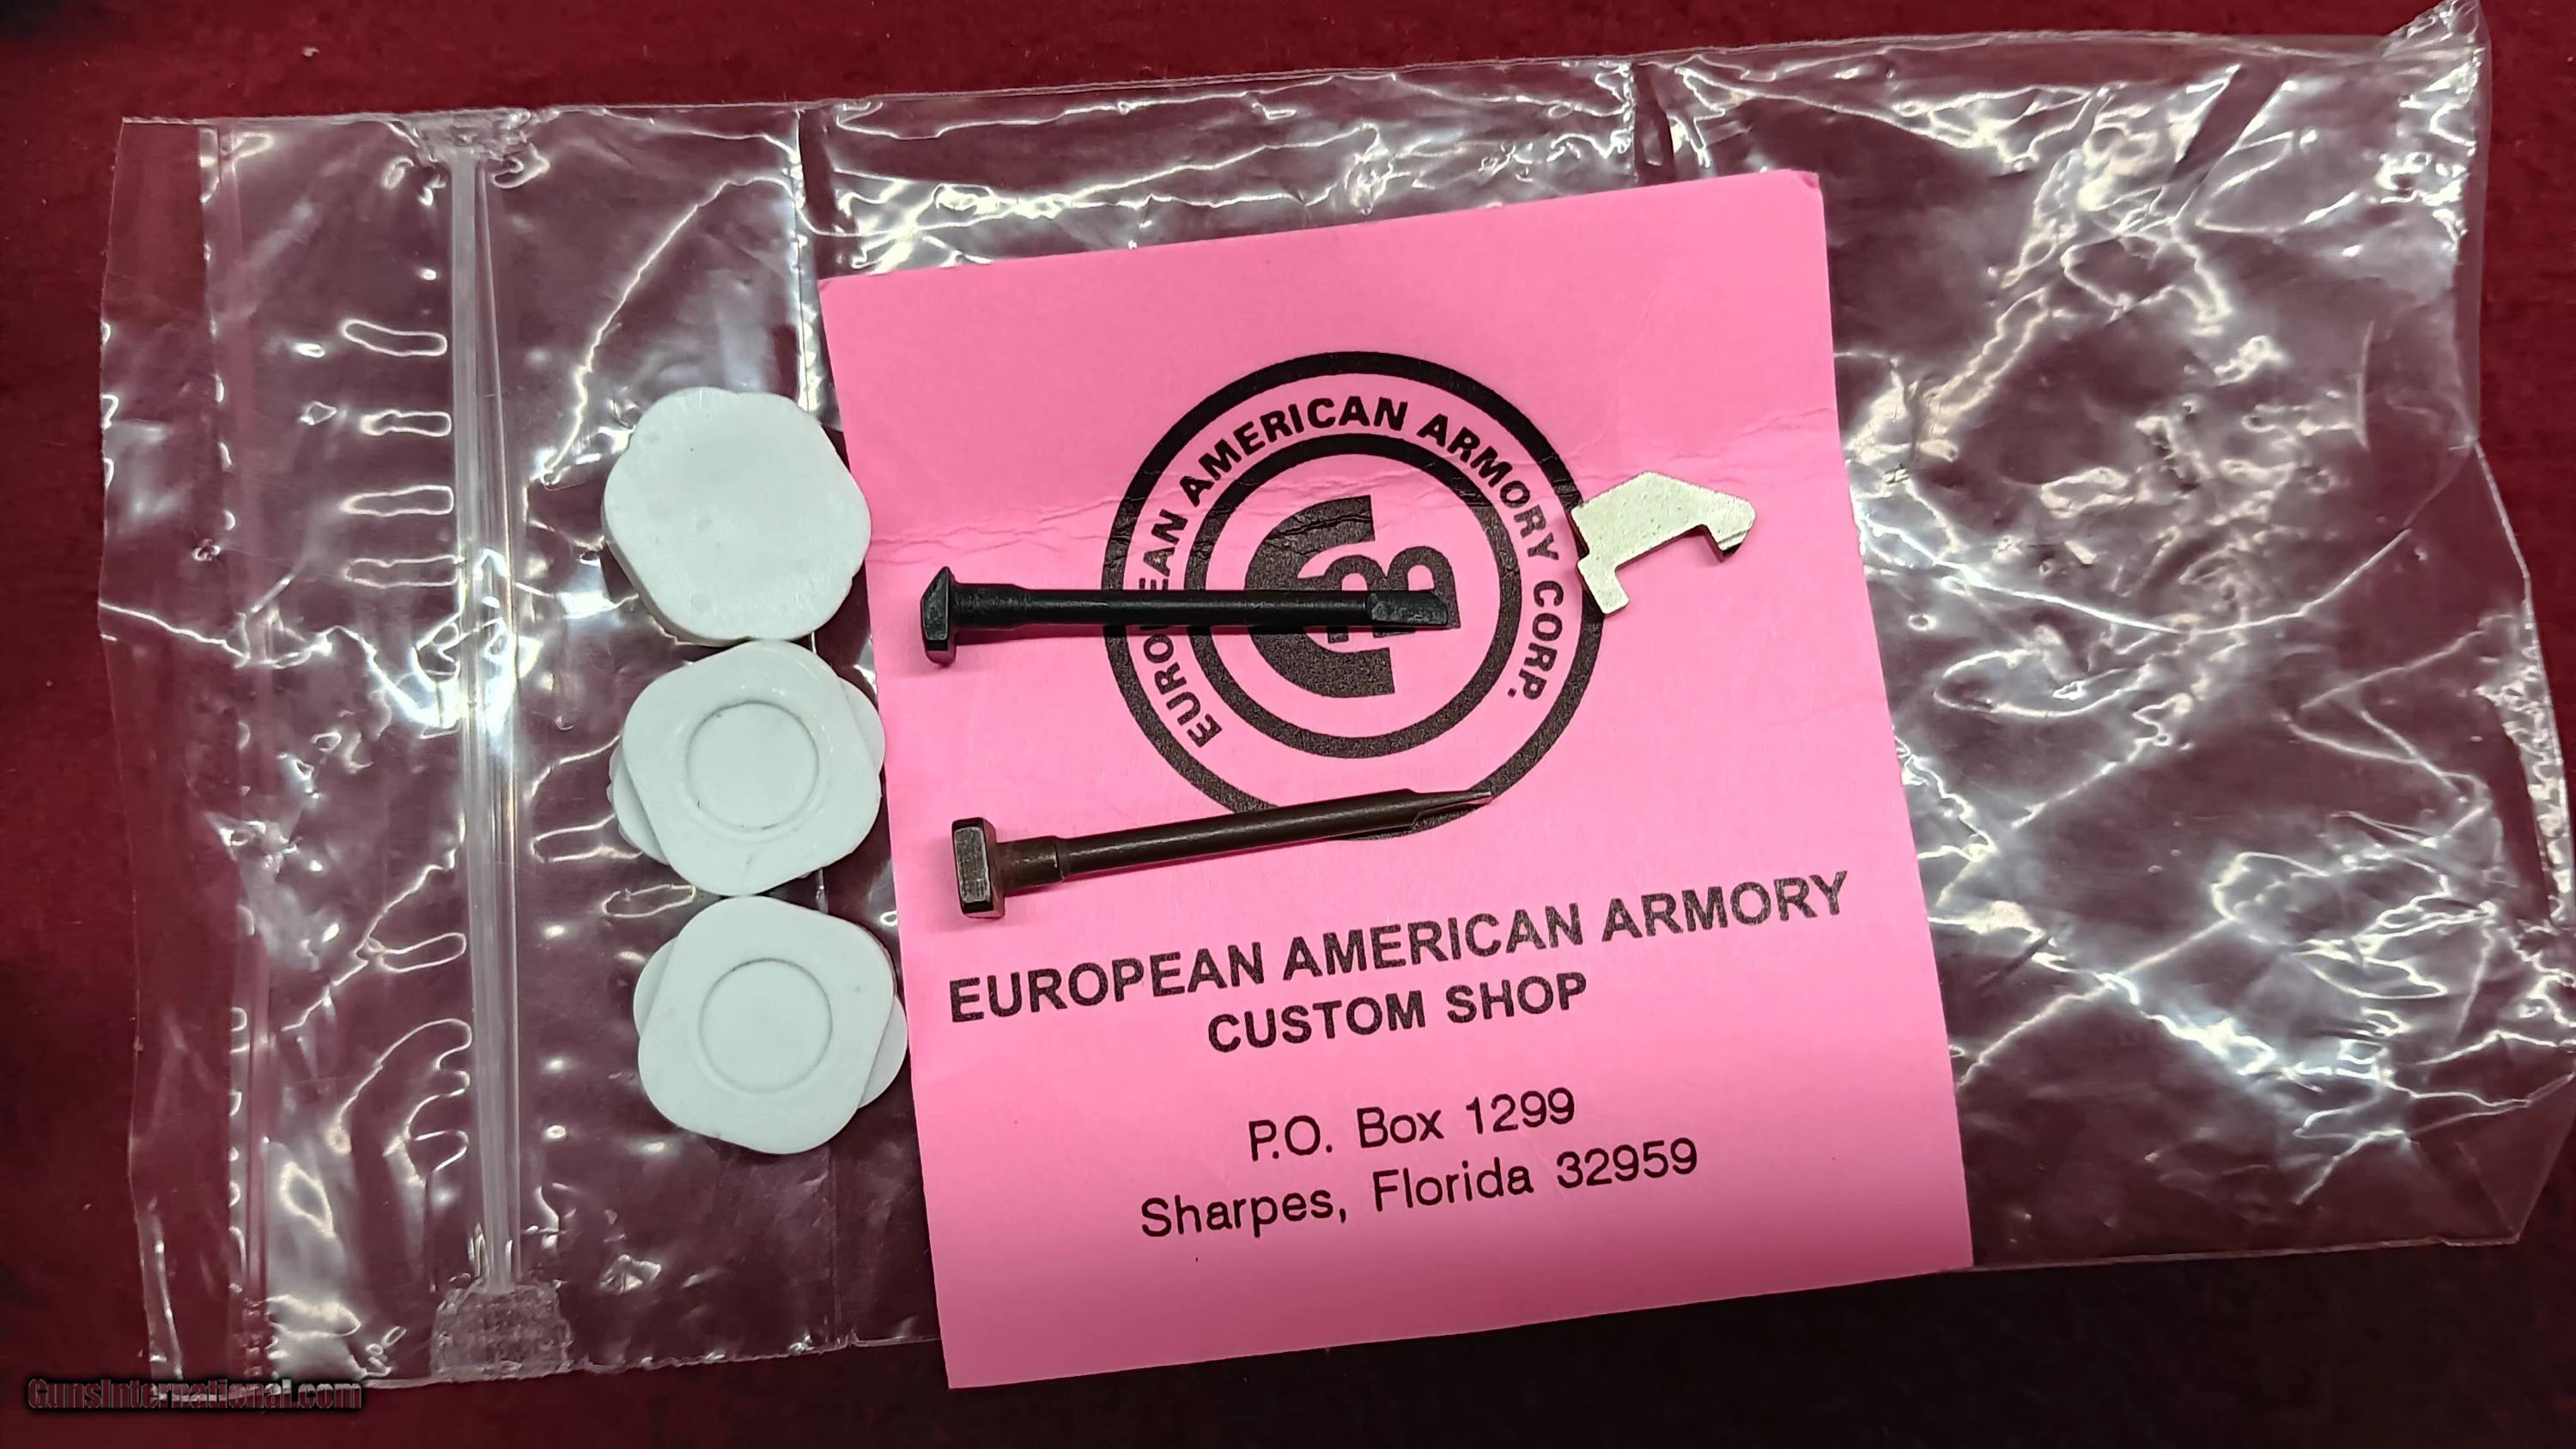 EUROPEAN AMERICAN ARMORY CORP.
EUROPEAN AMERICAN ARMORY
CUSTOM SHOP
P.O. Box 1299
Sharpes, Florida 32959
GunsInternational.com